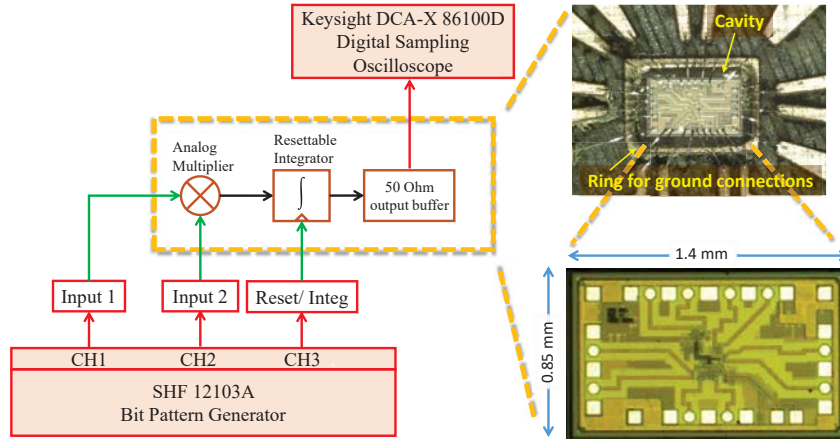 Keysight DCA-X 86100D
Digital Sampling
Oscilloscope
Cavity
Ring for ground connections
Analog
Multiplier
Resettable
Integrator
∫
50 Ohm
output buffer
1.4 mm
0.85 mm
Input 1
Input 2
Reset/ Integ
CH1
CH2
CH3
SHF 12103A
Bit Pattern Generator